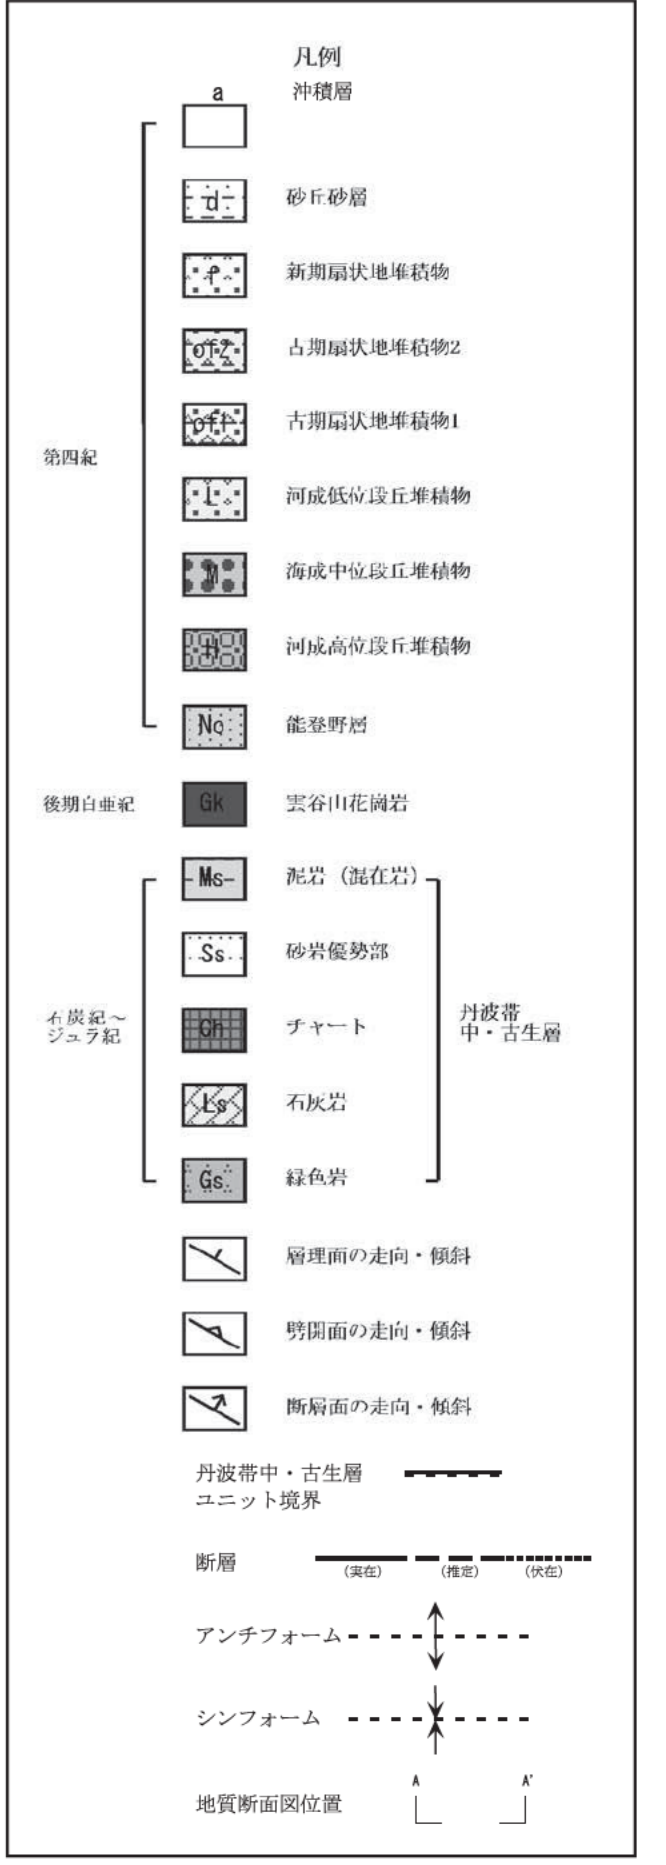 凡例
a 沖積層
d 砂丘砂層
f 新期扇状地堆積物
of2 古期扇状地堆積物2
of1 古期扇状地堆積物1
第四紀
L 河成低位段丘堆積物
M 海成中位段丘堆積物
H 河成高位段丘堆積物
No 能登野層
後期白亜紀 Gk 雲谷山花崗岩
Ms 泥岩（混在岩）
Ss 砂岩優勢部
石炭紀～
ジュラ紀
Ch チャート
丹波帯
中・古生層
Ls 石灰岩
Gs 緑色岩
層理面の走向・傾斜
劈開面の走向・傾斜
断層面の走向・傾斜
丹波帯中・古生層
ユニット境界
断層
(実在) (推定) (伏在)
アンチフォーム
シンフォーム
A A'
地質断面図位置